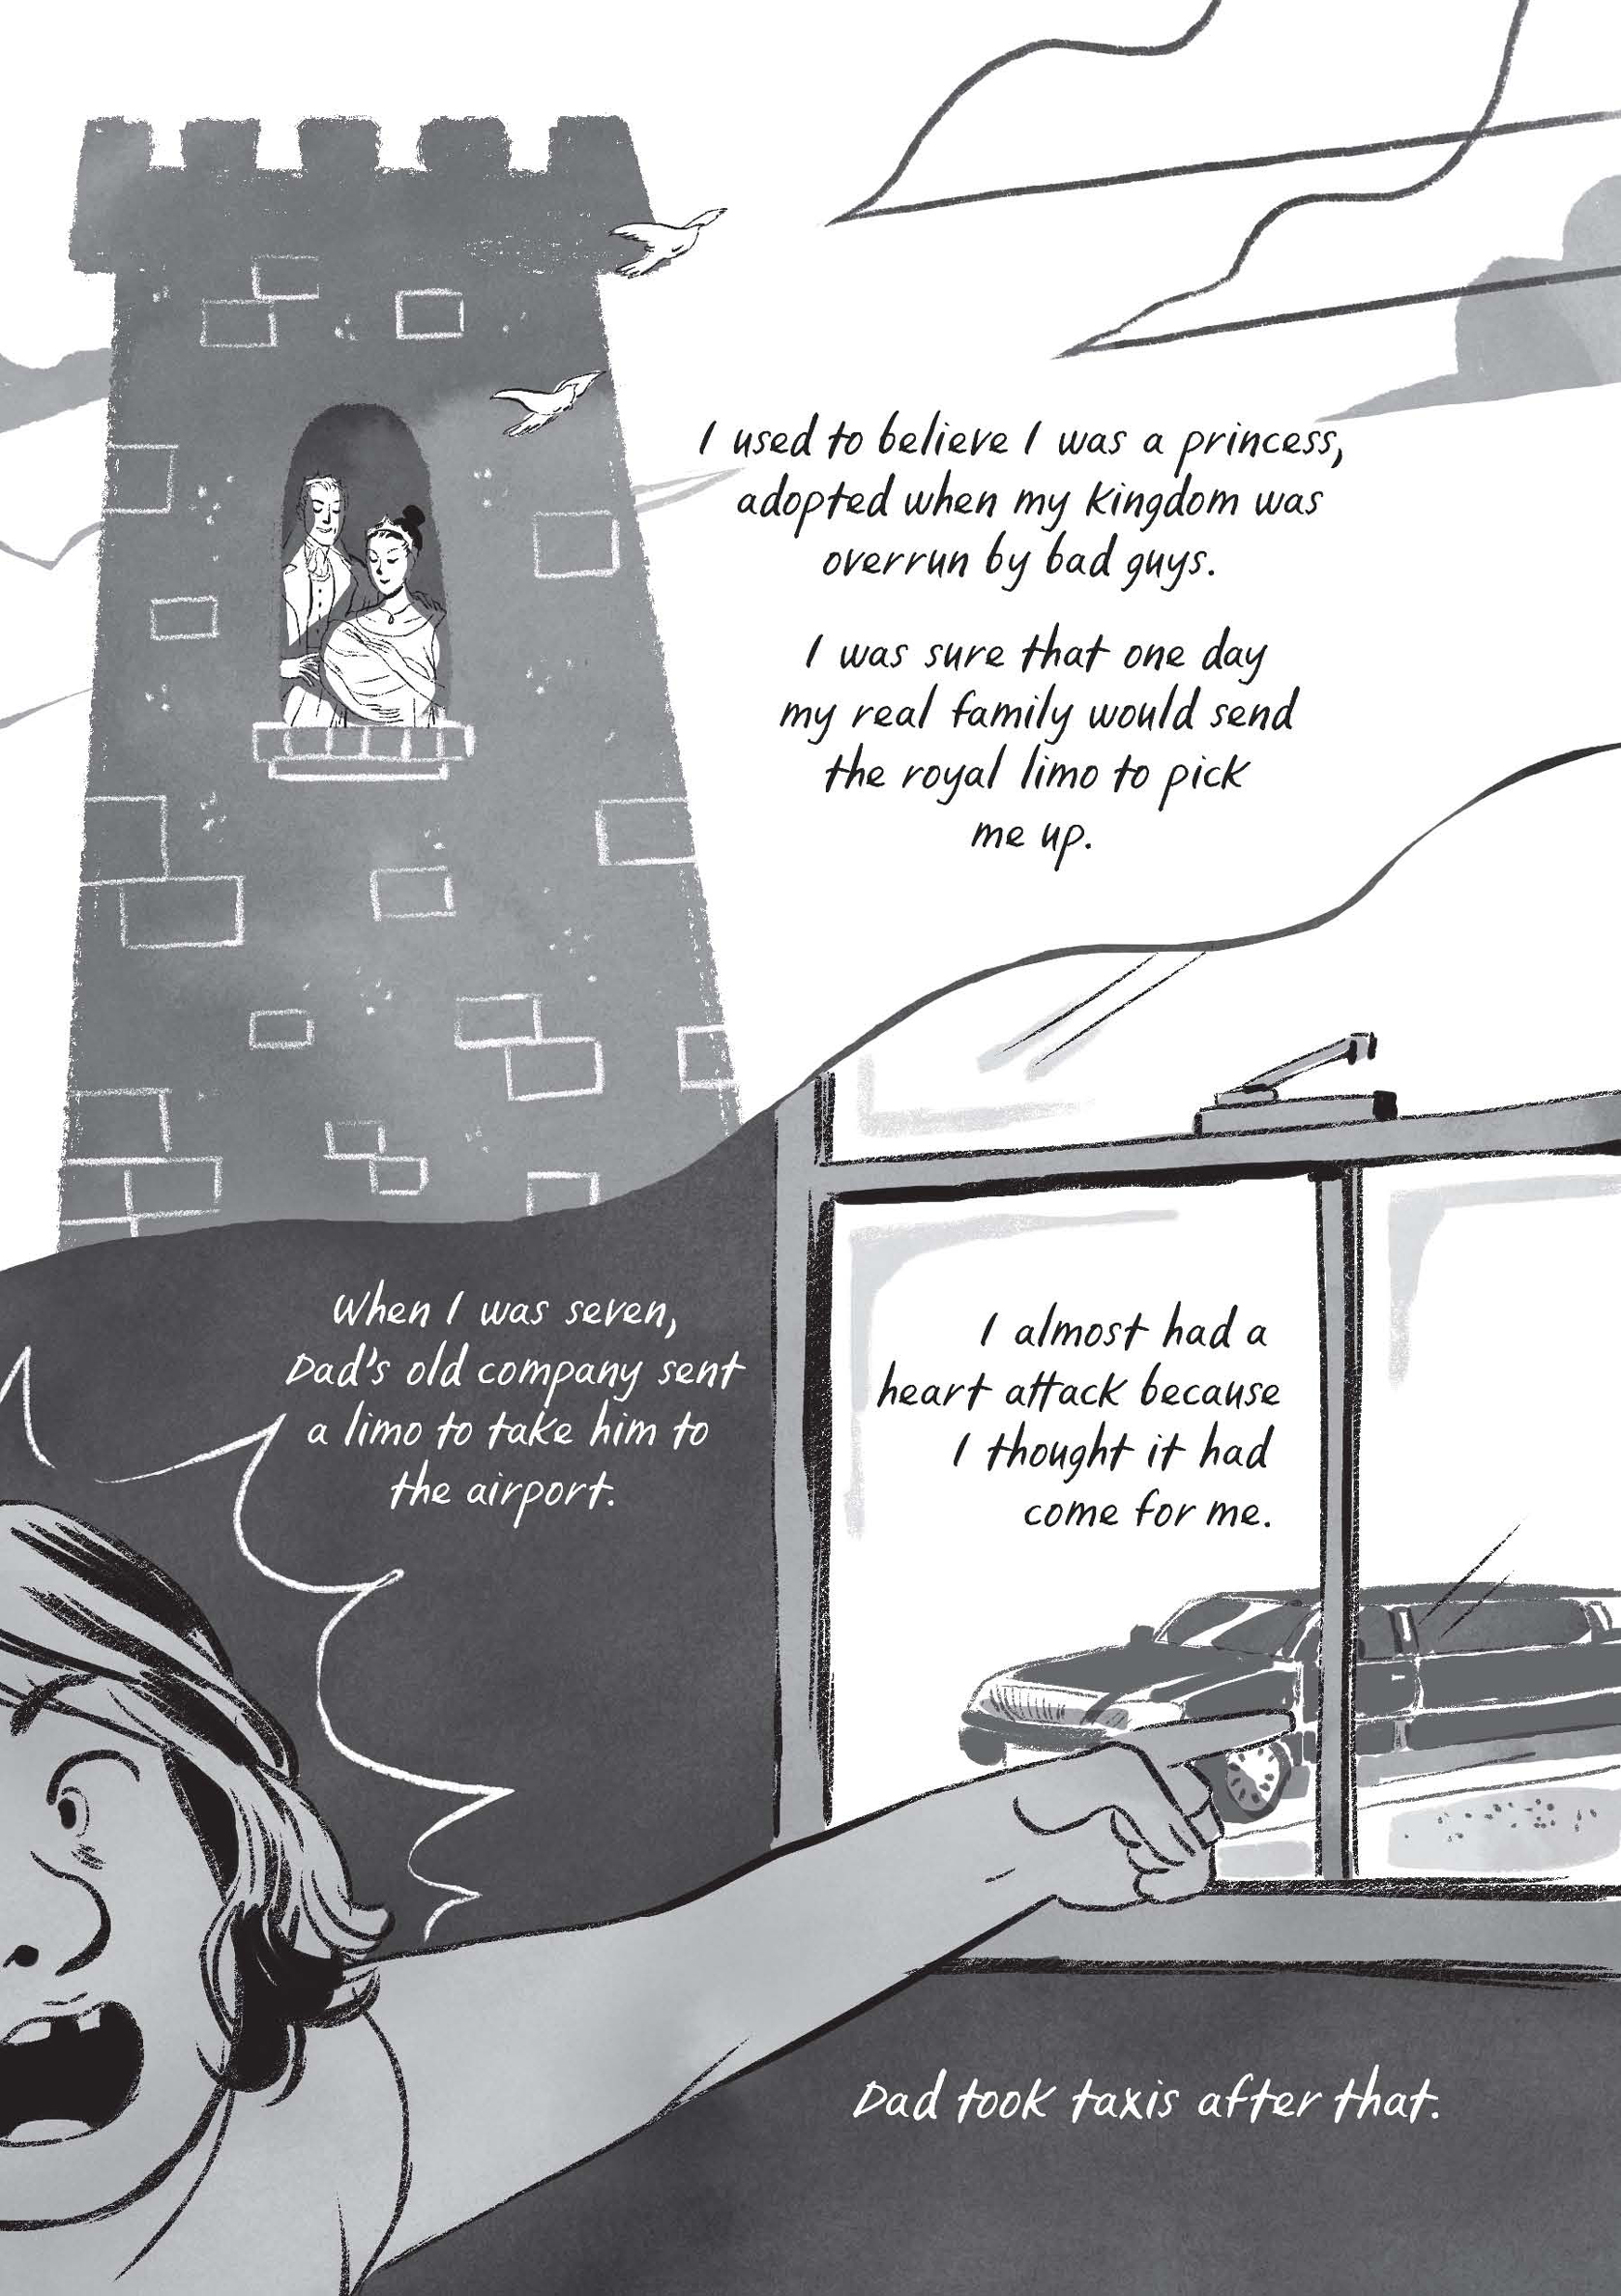 I used to believe I was a princess,
adopted when my kingdom was
overrun by bad guys.
I was sure that one day
my real family would send
the royal limo to pick
me up.
When I was seven,
Dad's old company sent
a limo to take him to
the airport.
I almost had a
heart attack because
I thought it had
come for me.
Dad took taxis after that.